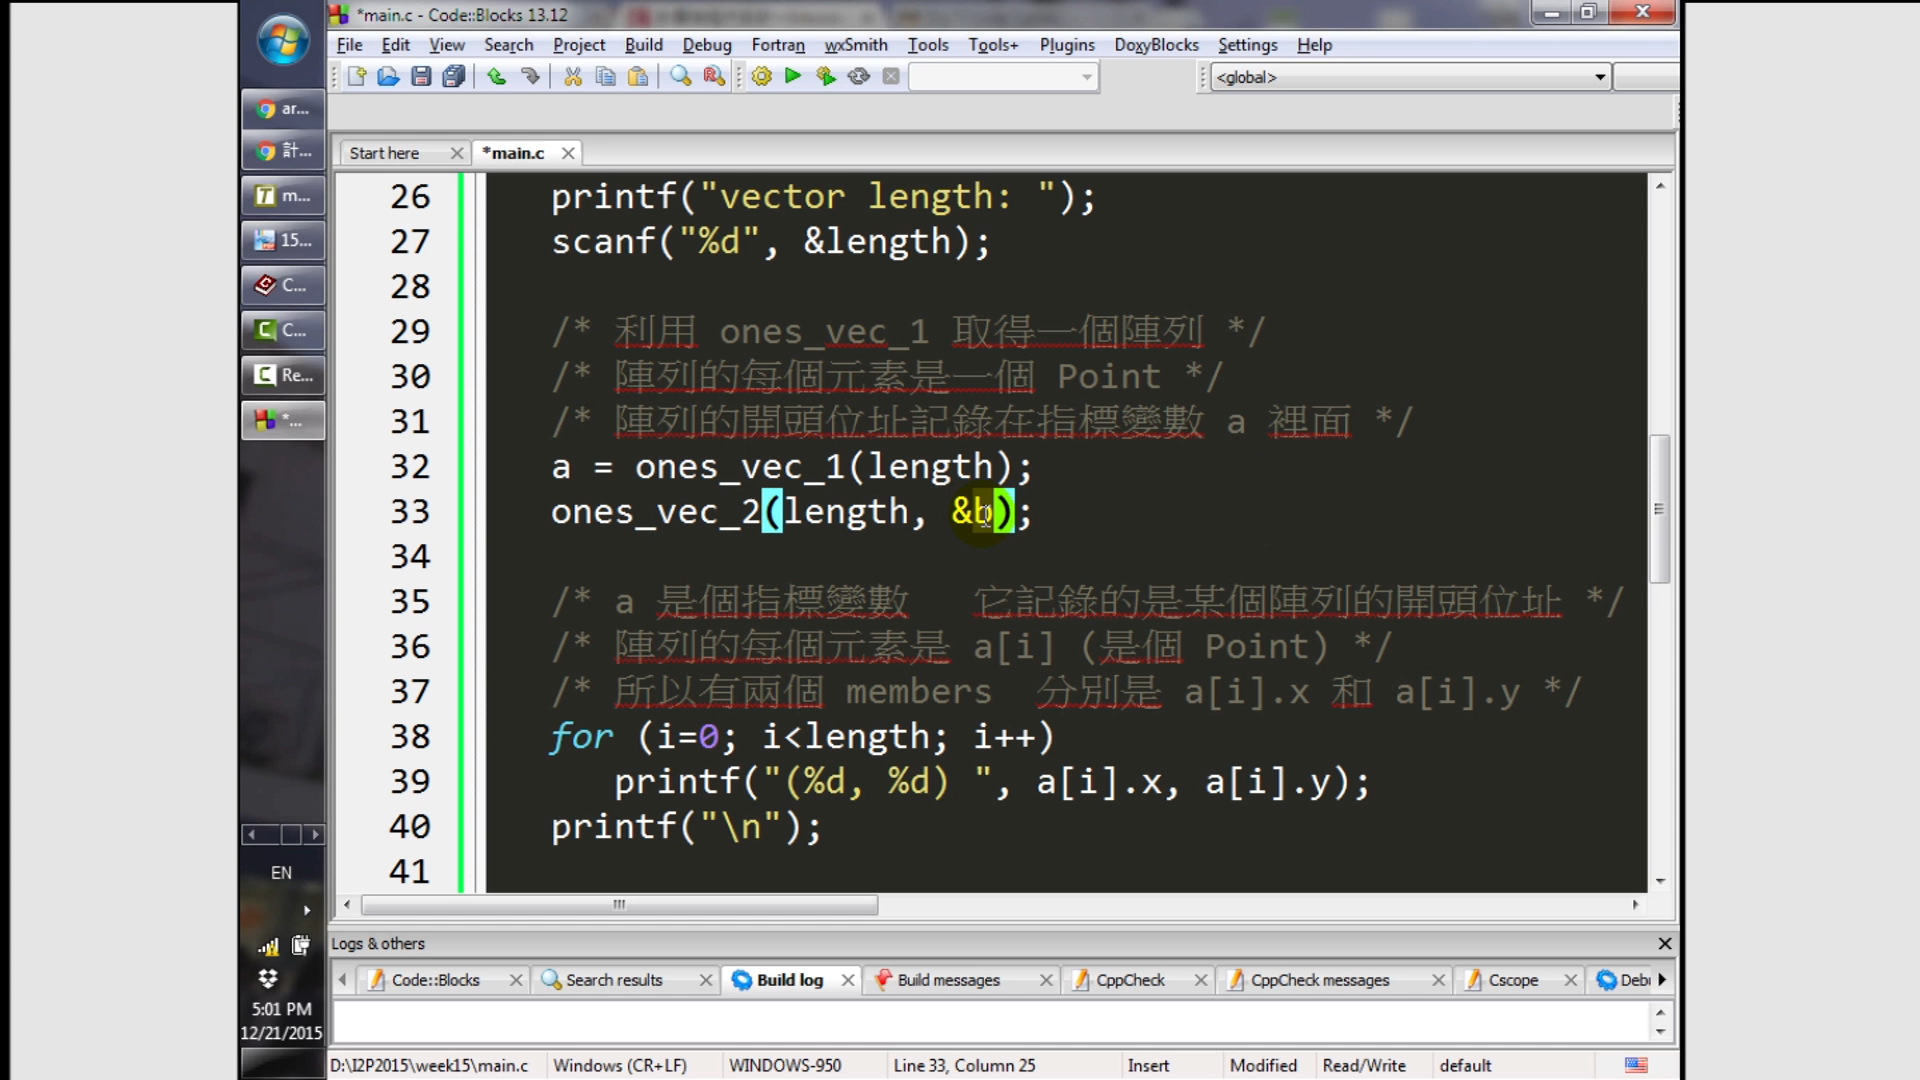 *main.c - Code::Blocks 13.12
File Edit View Search Project Build Debug Fortran wxSmith Tools Tools+ Plugins DoxyBlocks Settings Help
<global>
Start here *main.c
26 printf("vector length: ");
27 scanf("%d", &length);
28
29 /* 利用 ones_vec_1 取得一個陣列 */
30 /* 陣列的每個元素是一個 Point */
31 /* 陣列的開頭位址記錄在指標變數 a 裡面 */
32 a = ones_vec_1(length);
33 ones_vec_2(length, &b);
34
35 /* a 是個指標變數 它記錄的是某個陣列的開頭位址 */
36 /* 陣列的每個元素是 a[i] (是個 Point) */
37 /* 所以有兩個 members 分別是 a[i].x 和 a[i].y */
38 for (i=0; i<length; i++)
39 printf("(%d, %d) ", a[i].x, a[i].y);
40 printf("\n");
41
ar...
計...
m...
15...
C...
C...
Re...
*...
EN
5:01 PM
12/21/2015
Logs & others
Code::Blocks Search results Build log Build messages CppCheck CppCheck messages Cscope Debu
D:\I2P2015\week15\main.c Windows (CR+LF) WINDOWS-950 Line 33, Column 25 Insert Modified Read/Write default